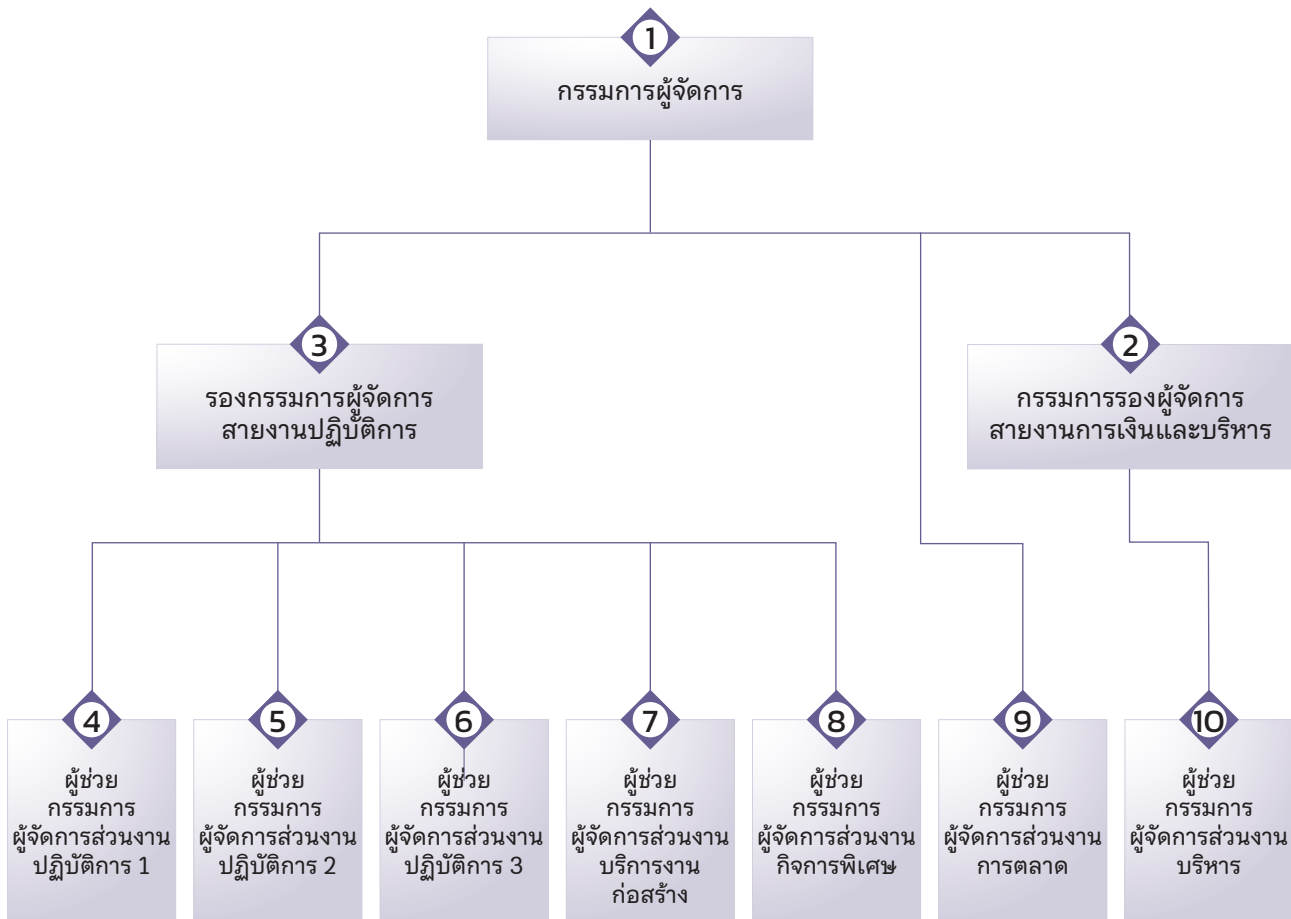 1
กรรมการผู้จัดการ
3
รองกรรมการผู้จัดการ
สายงานปฏิบัติการ
2
กรรมการรองผู้จัดการ
สายงานการเงินและบริหาร
4
ผู้ช่วย
กรรมการ
ผู้จัดการส่วนงาน
ปฏิบัติการ 1
5
ผู้ช่วย
กรรมการ
ผู้จัดการส่วนงาน
ปฏิบัติการ 2
6
ผู้ช่วย
กรรมการ
ผู้จัดการส่วนงาน
ปฏิบัติการ 3
7
ผู้ช่วย
กรรมการ
ผู้จัดการส่วนงาน
บริการงาน
ก่อสร้าง
8
ผู้ช่วย
กรรมการ
ผู้จัดการส่วนงาน
กิจการพิเศษ
9
ผู้ช่วย
กรรมการ
ผู้จัดการส่วนงาน
การตลาด
10
ผู้ช่วย
กรรมการ
ผู้จัดการส่วนงาน
บริหาร